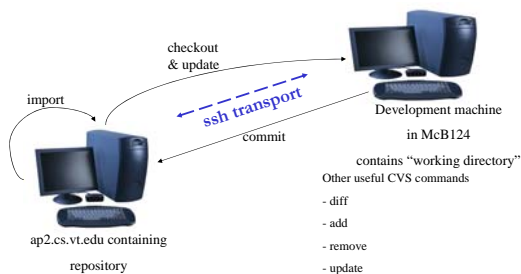 checkout
& update
import
ssh transport
commit
Development machine
in McB124
contains "working directory"
Other useful CVS commands
- diff
- add
- remove
- update
ap2.cs.vt.edu containing
repository